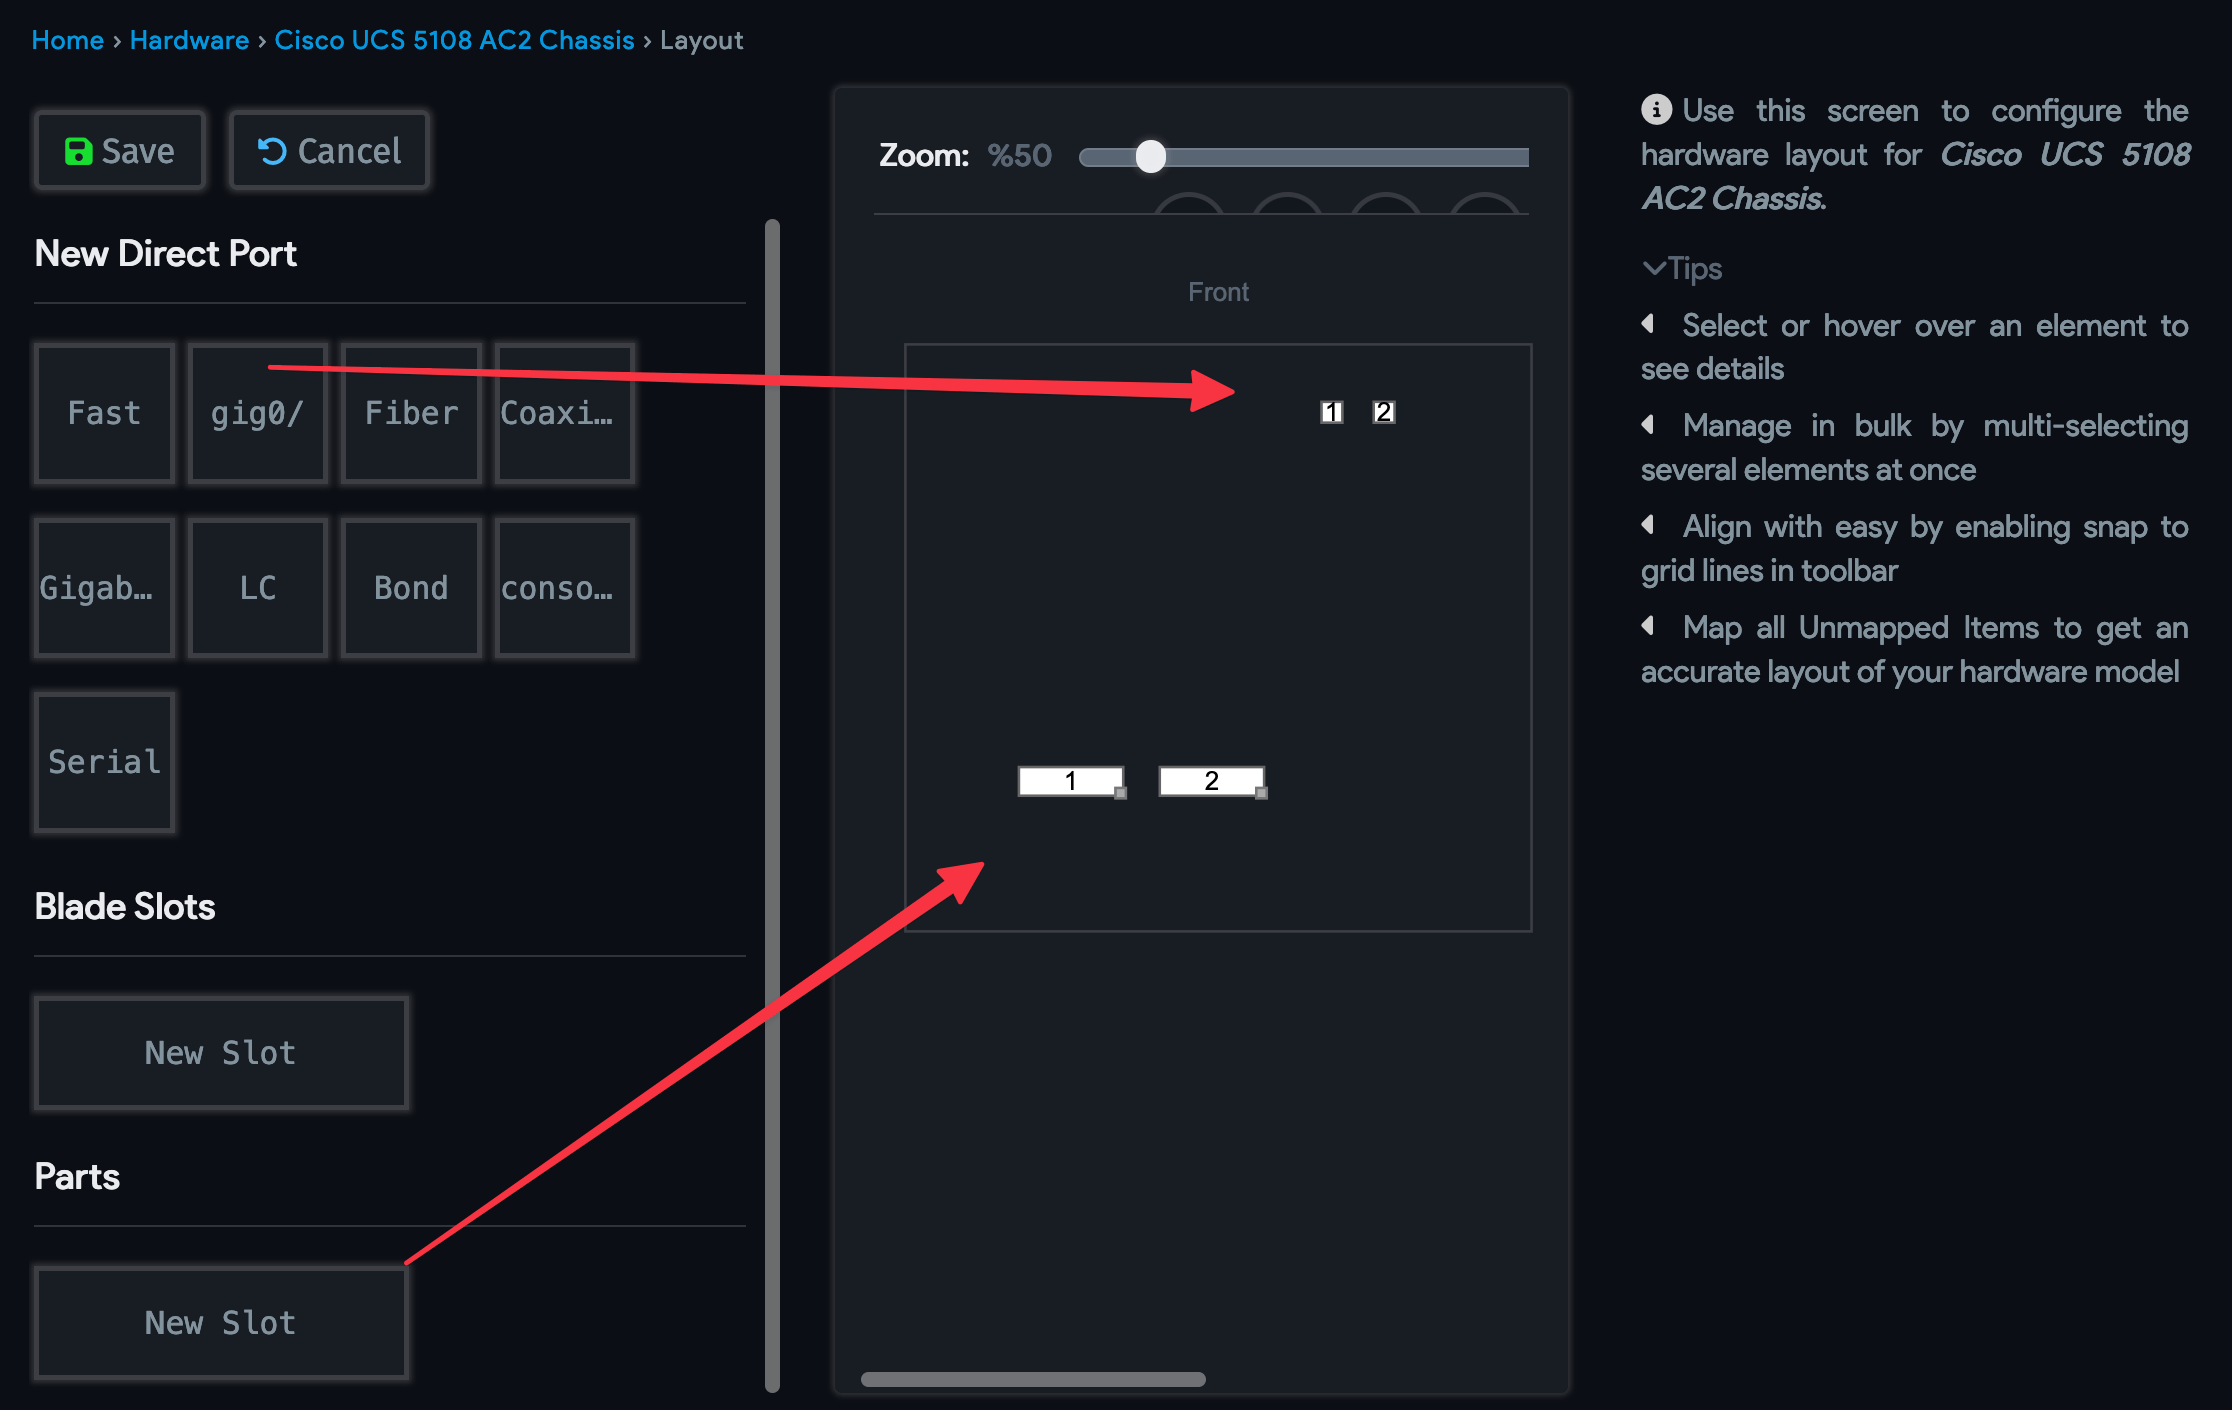 Home › Hardware › Cisco UCS 5108 AC2 Chassis › Layout
Save
Cancel
New Direct Port
Fast
gig0/
Fiber
Coaxi…
Gigab…
LC
Bond
conso…
Serial
Blade Slots
New Slot
Parts
New Slot
Zoom: %50
Front
1
2
1
2
Use this screen to configure the
hardware layout for Cisco UCS 5108
AC2 Chassis.
Tips
Select or hover over an element to
see details
Manage in bulk by multi-selecting
several elements at once
Align with easy by enabling snap to
grid lines in toolbar
Map all Unmapped Items to get an
accurate layout of your hardware model